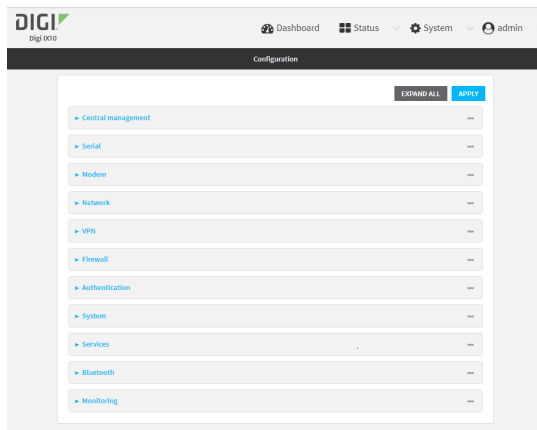 DIGI
Digi IX10
Dashboard Status System admin
Configuration
EXPAND ALL APPLY
Central management
Serial
Modem
Network
VPN
Firewall
Authentication
System
Services
Bluetooth
Monitoring